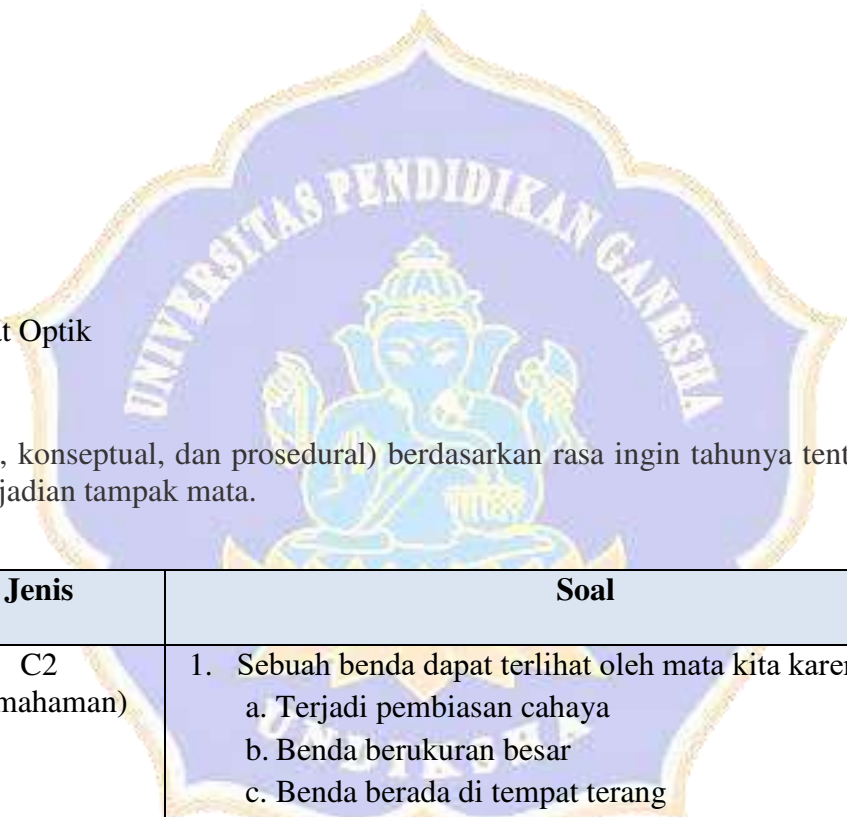 UNIVERSITAS PENDIDIKAN GANESHA
t Optik
, konseptual, dan prosedural) berdasarkan rasa ingin tahunya tent
jadian tampak mata.
Jenis Soal
C2 1. Sebuah benda dapat terlihat oleh mata kita karen
mahaman) a. Terjadi pembiasan cahaya
b. Benda berukuran besar
c. Benda berada di tempat terang
UNDIKSHA